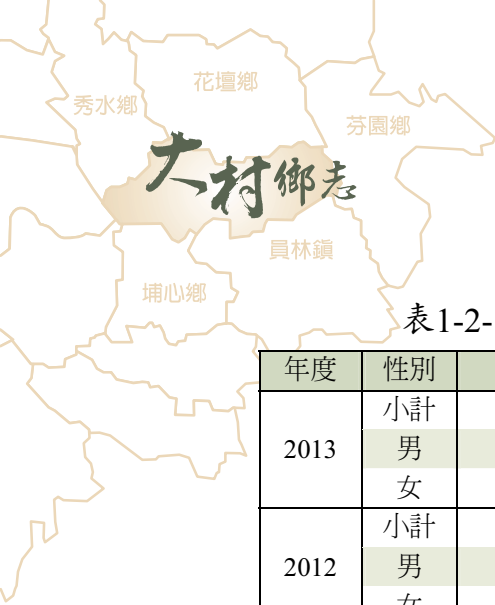 花壇鄉
秀水鄉
芬園鄉
大村鄉志
員林鎮
埔心鄉
表1-2-
年度 性別
小計
2013 男
女
小計
2012 男
女